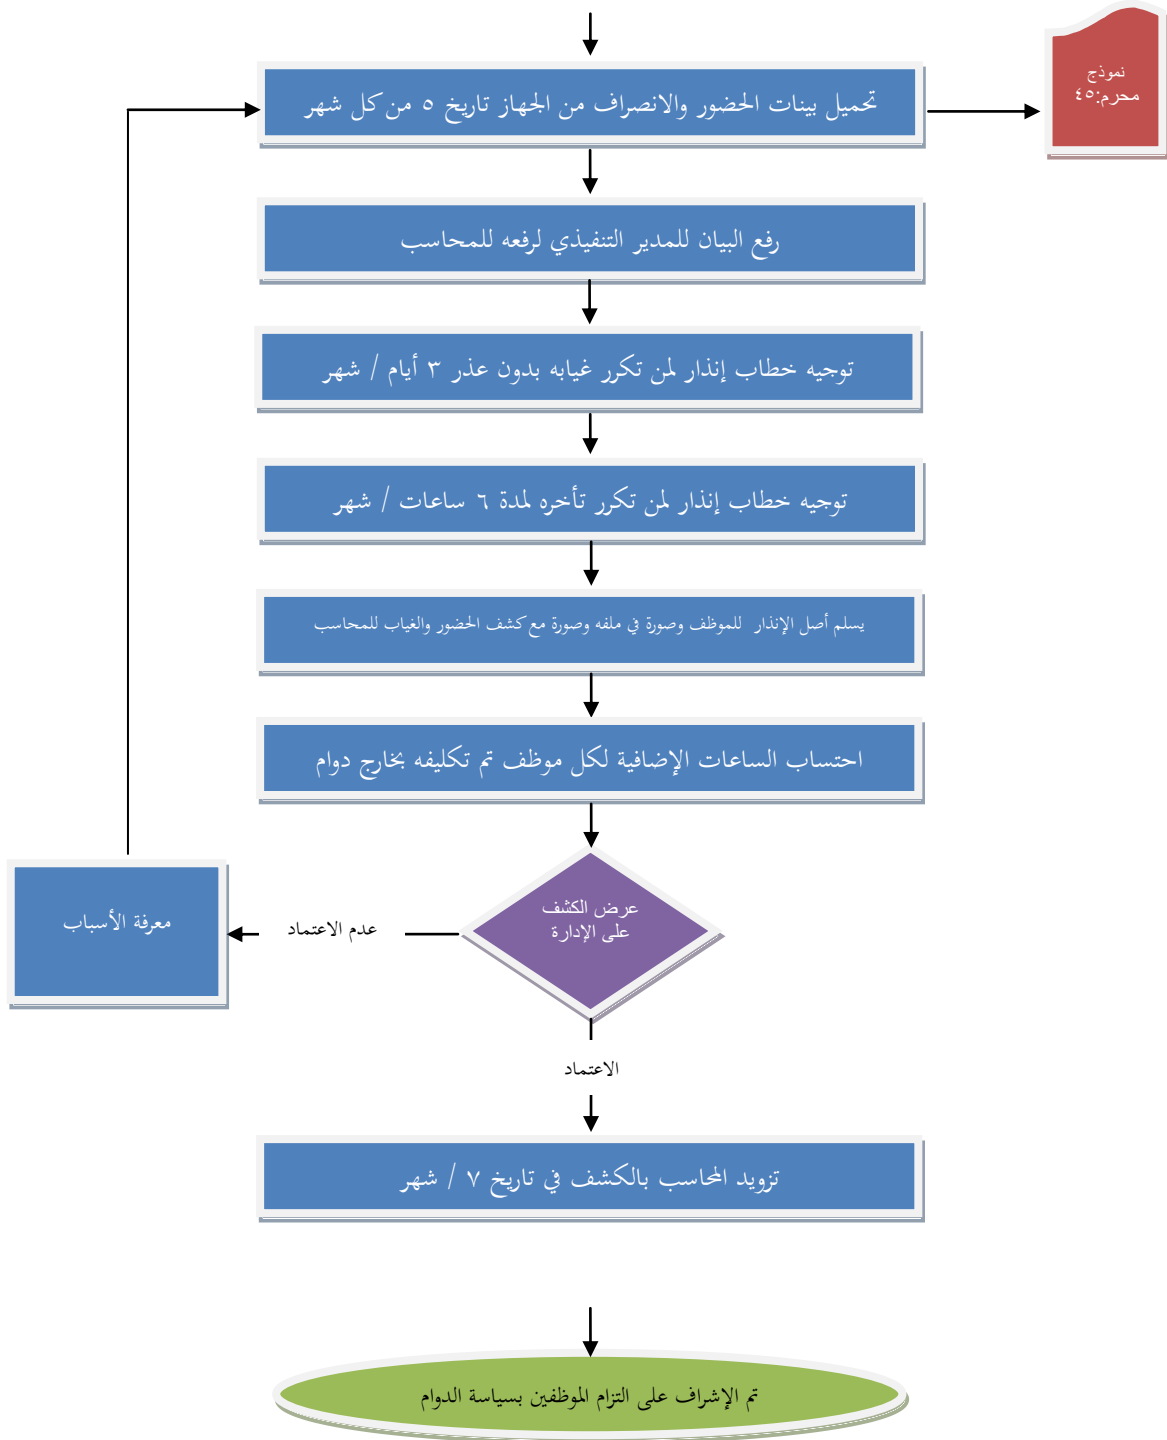 نموذج
محرم:٤٥
تحميل بينات الحضور والانصراف من الجهاز تاريخ ٥ من كل شهر
رفع البيان للمدير التنفيذي لرفعه للمحاسب
توجيه خطاب إنذار لمن تكرر غيابه بدون عذر ٣ أيام / شهر
توجيه خطاب إنذار لمن تكرر تأخره لمدة ٦ ساعات / شهر
يسلم أصل الإنذار للموظف وصورة في ملفه وصورة مع كشف الحضور والغياب للمحاسب
احتساب الساعات الإضافية لكل موظف تم تكليفه بخارج دوام
عرض الكشف
على الإدارة
عدم الاعتماد
معرفة الأسباب
الاعتماد
تزويد المحاسب بالكشف في تاريخ ٧ / شهر
تم الإشراف على التزام الموظفين بسياسة الدوام